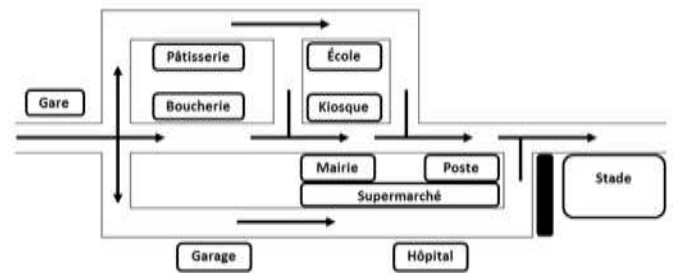 Pâtisserie
École
Gare
Boucherie
Kiosque
Mairie
Poste
Stade
Supermarché
Garage
Hôpital